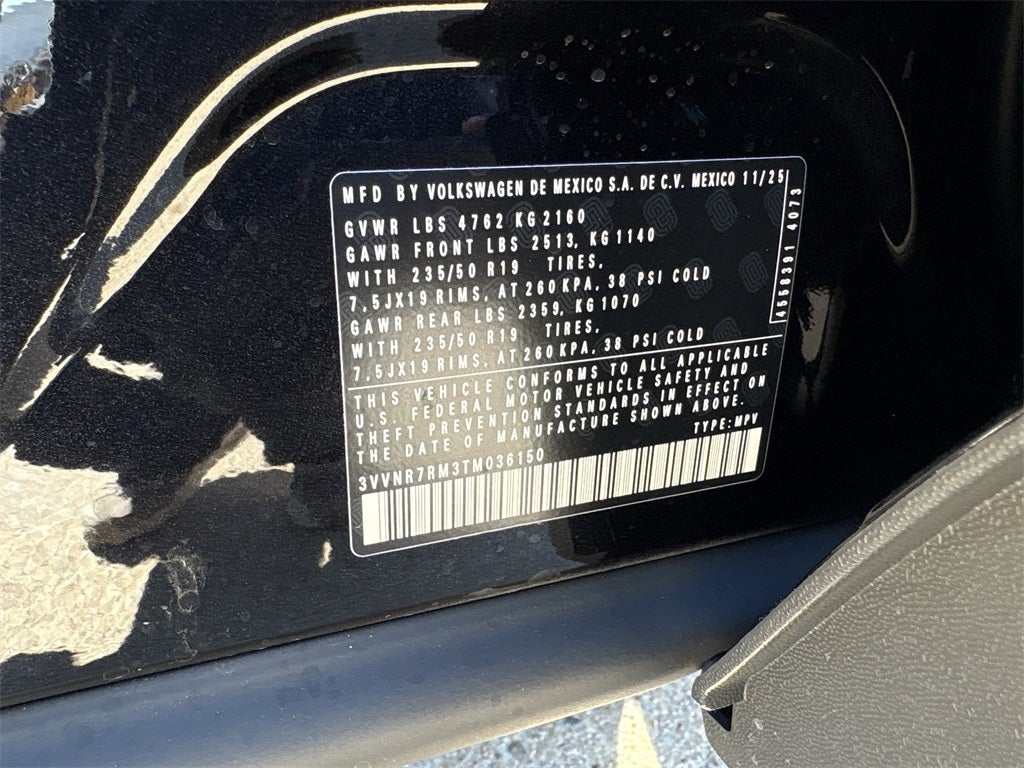 MFD BY VOLKSWAGEN DE MEXICO S.A. DE C.V. MEXICO 11/25
GVWR LBS 4762 KG 2160
GAWR FRONT LBS 2513, KG 1140
WITH 235/50 R19 TIRES,
7,5JX19 RIMS, AT 260 KPA, 38 PSI COLD
GAWR REAR LBS 2359, KG 1070
WITH 235/50 R19 TIRES,
7,5JX19 RIMS, AT 260 KPA, 38 PSI COLD
4658391 4073
THIS VEHICLE CONFORMS TO ALL APPLICABLE
U.S. FEDERAL MOTOR VEHICLE SAFETY AND
THEFT PREVENTION STANDARDS IN EFFECT ON
THE DATE OF MANUFACTURE SHOWN ABOVE.
TYPE: MPV
3VVNR7RM3TM036150